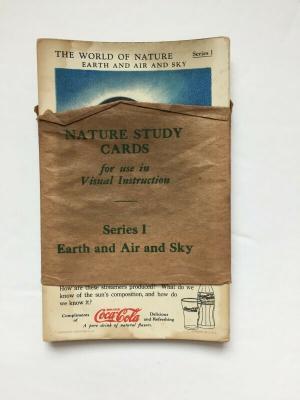 THE WORLD OF NATURE
Series I
EARTH AND AIR AND SKY
NATURE STUDY
CARDS
for use in
Visual Instruction
Series I
Earth and Air and Sky
How are these streamers produced? What do we
know of the sun's composition, and how do
we know it?
Compliments
of
Coca-Cola
Delicious
and Refreshing
A pure drink of natural flavors.